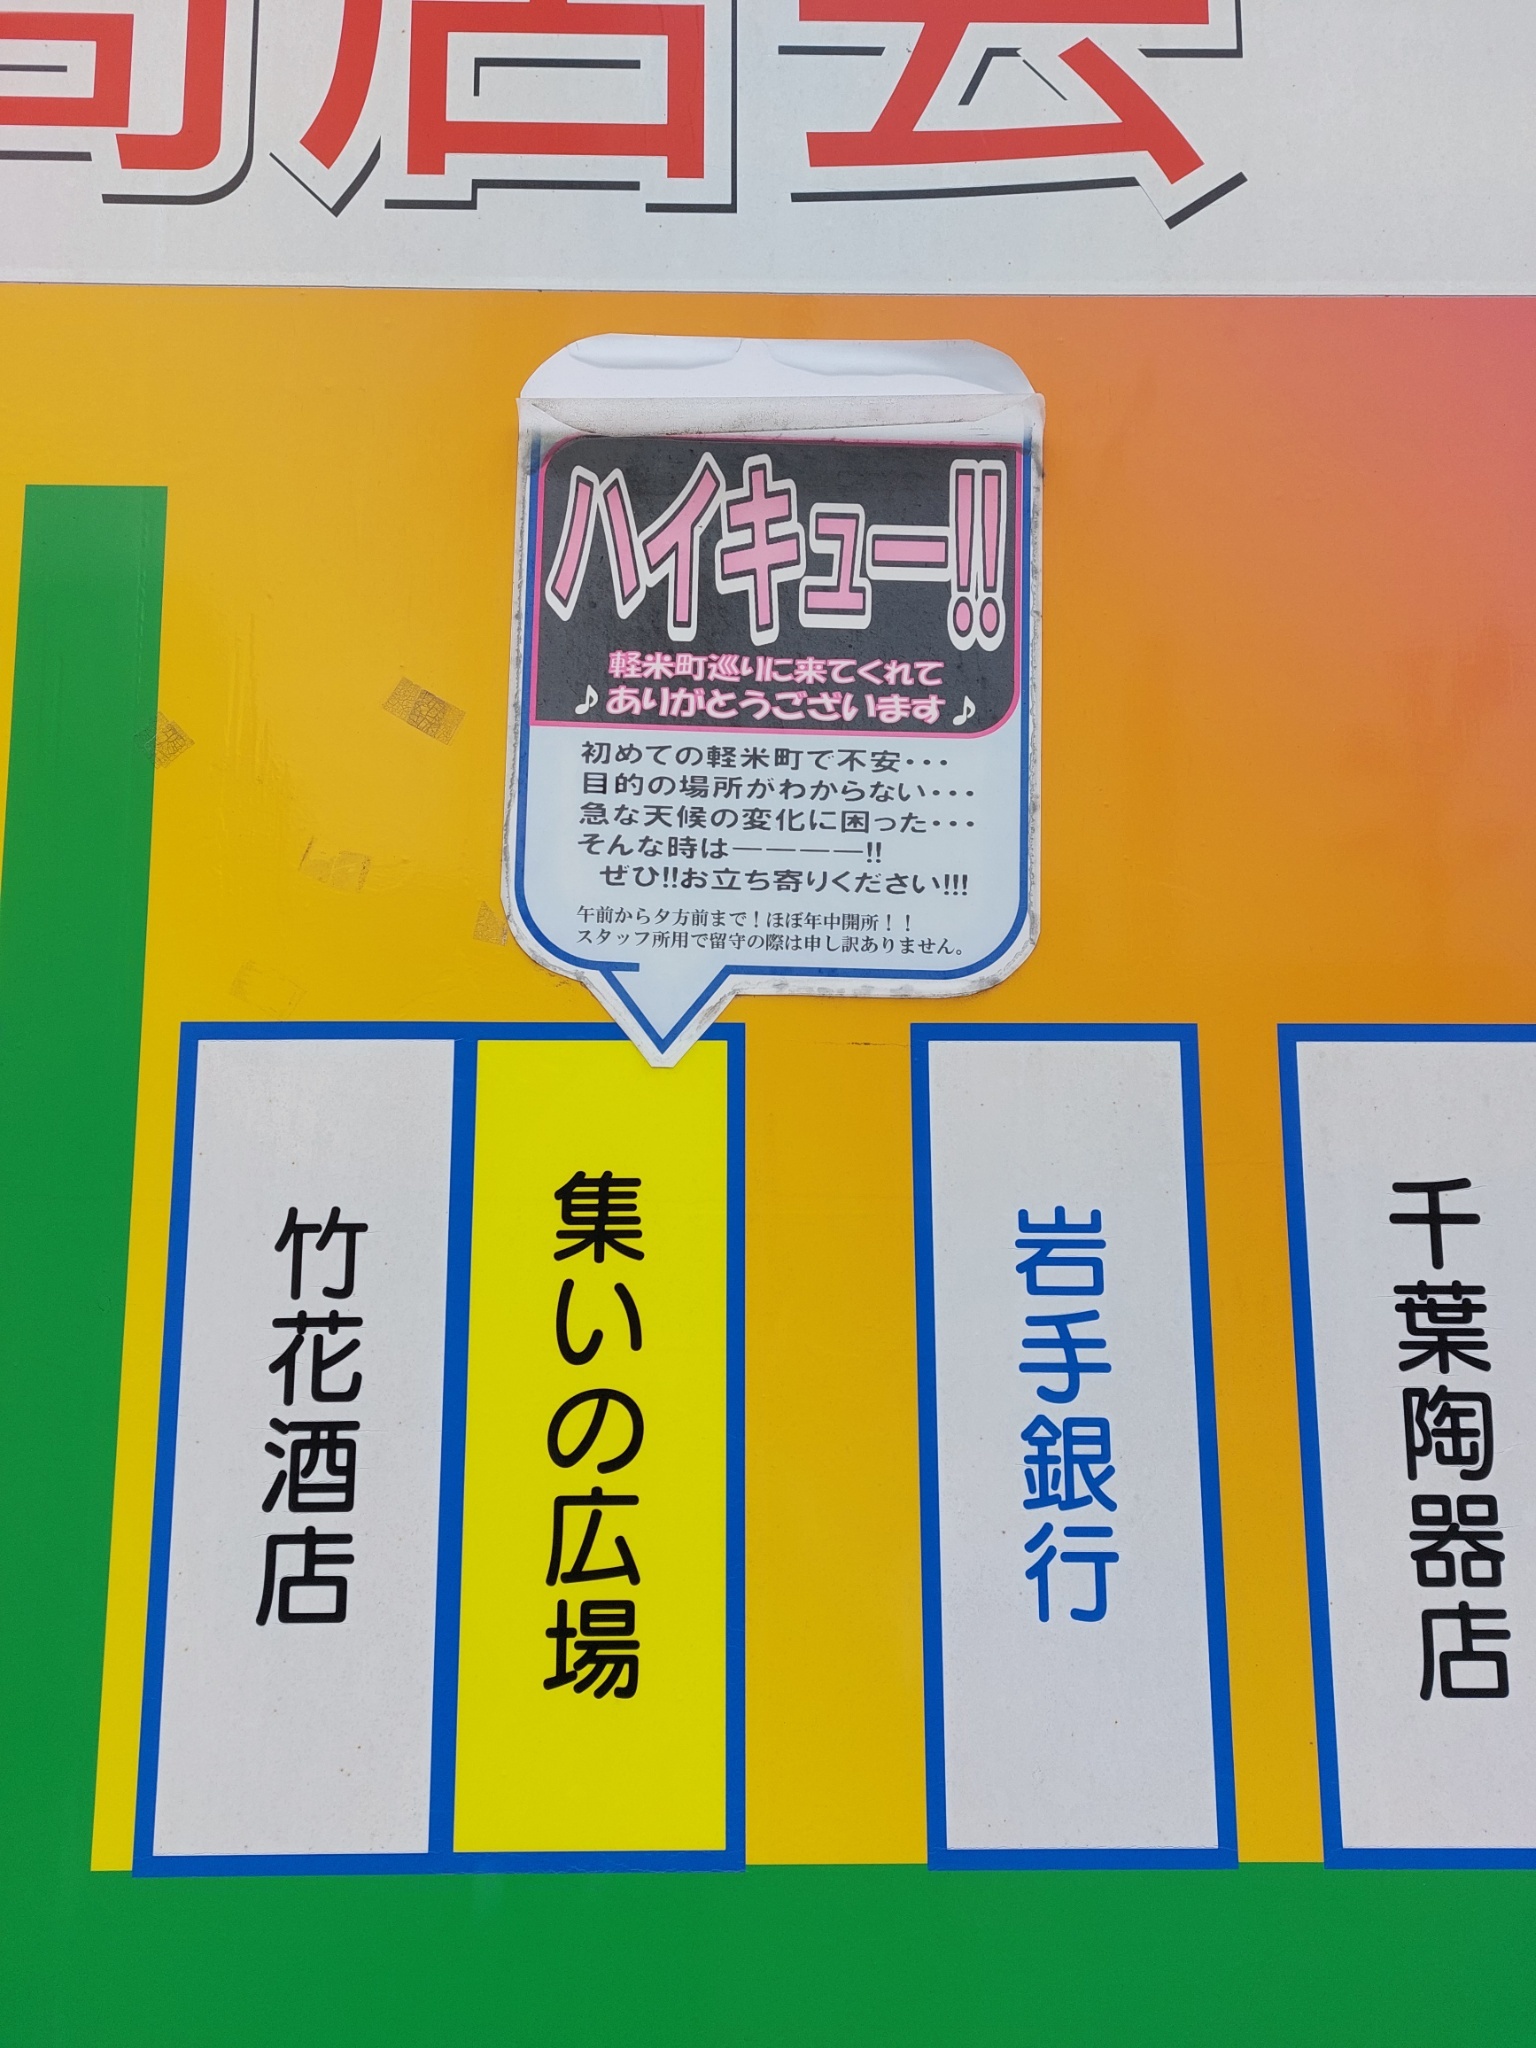 商店会
ハイキュー!!
軽米町巡りに来てくれて
♪ありがとうございます♪
初めての軽米町で不安・・・
目的の場所がわからない・・・
急な天候の変化に困った・・・
そんな時は————!!
ぜひ!!お立ち寄りください!!!
午前から夕方前まで！ほぼ年中開所！！
スタッフ所用で留守の際は申し訳ありません。
竹花酒店
集いの広場
岩手銀行
千葉陶器店